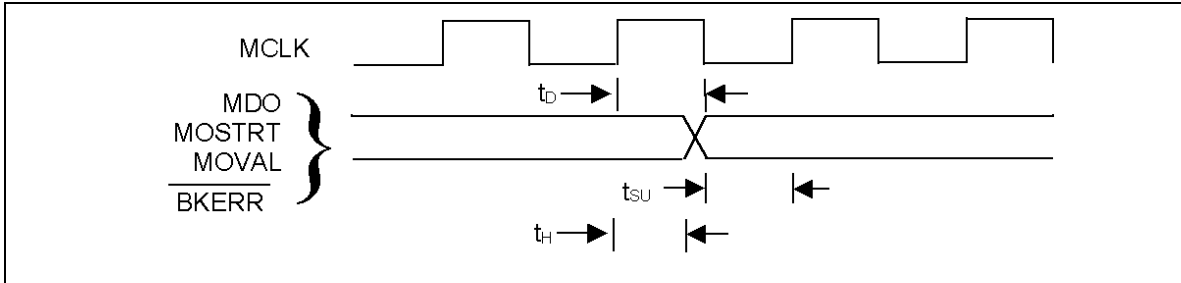 MCLK
tD
MDO
MOSTRT
MOVAL
BKERR
tSU
tH